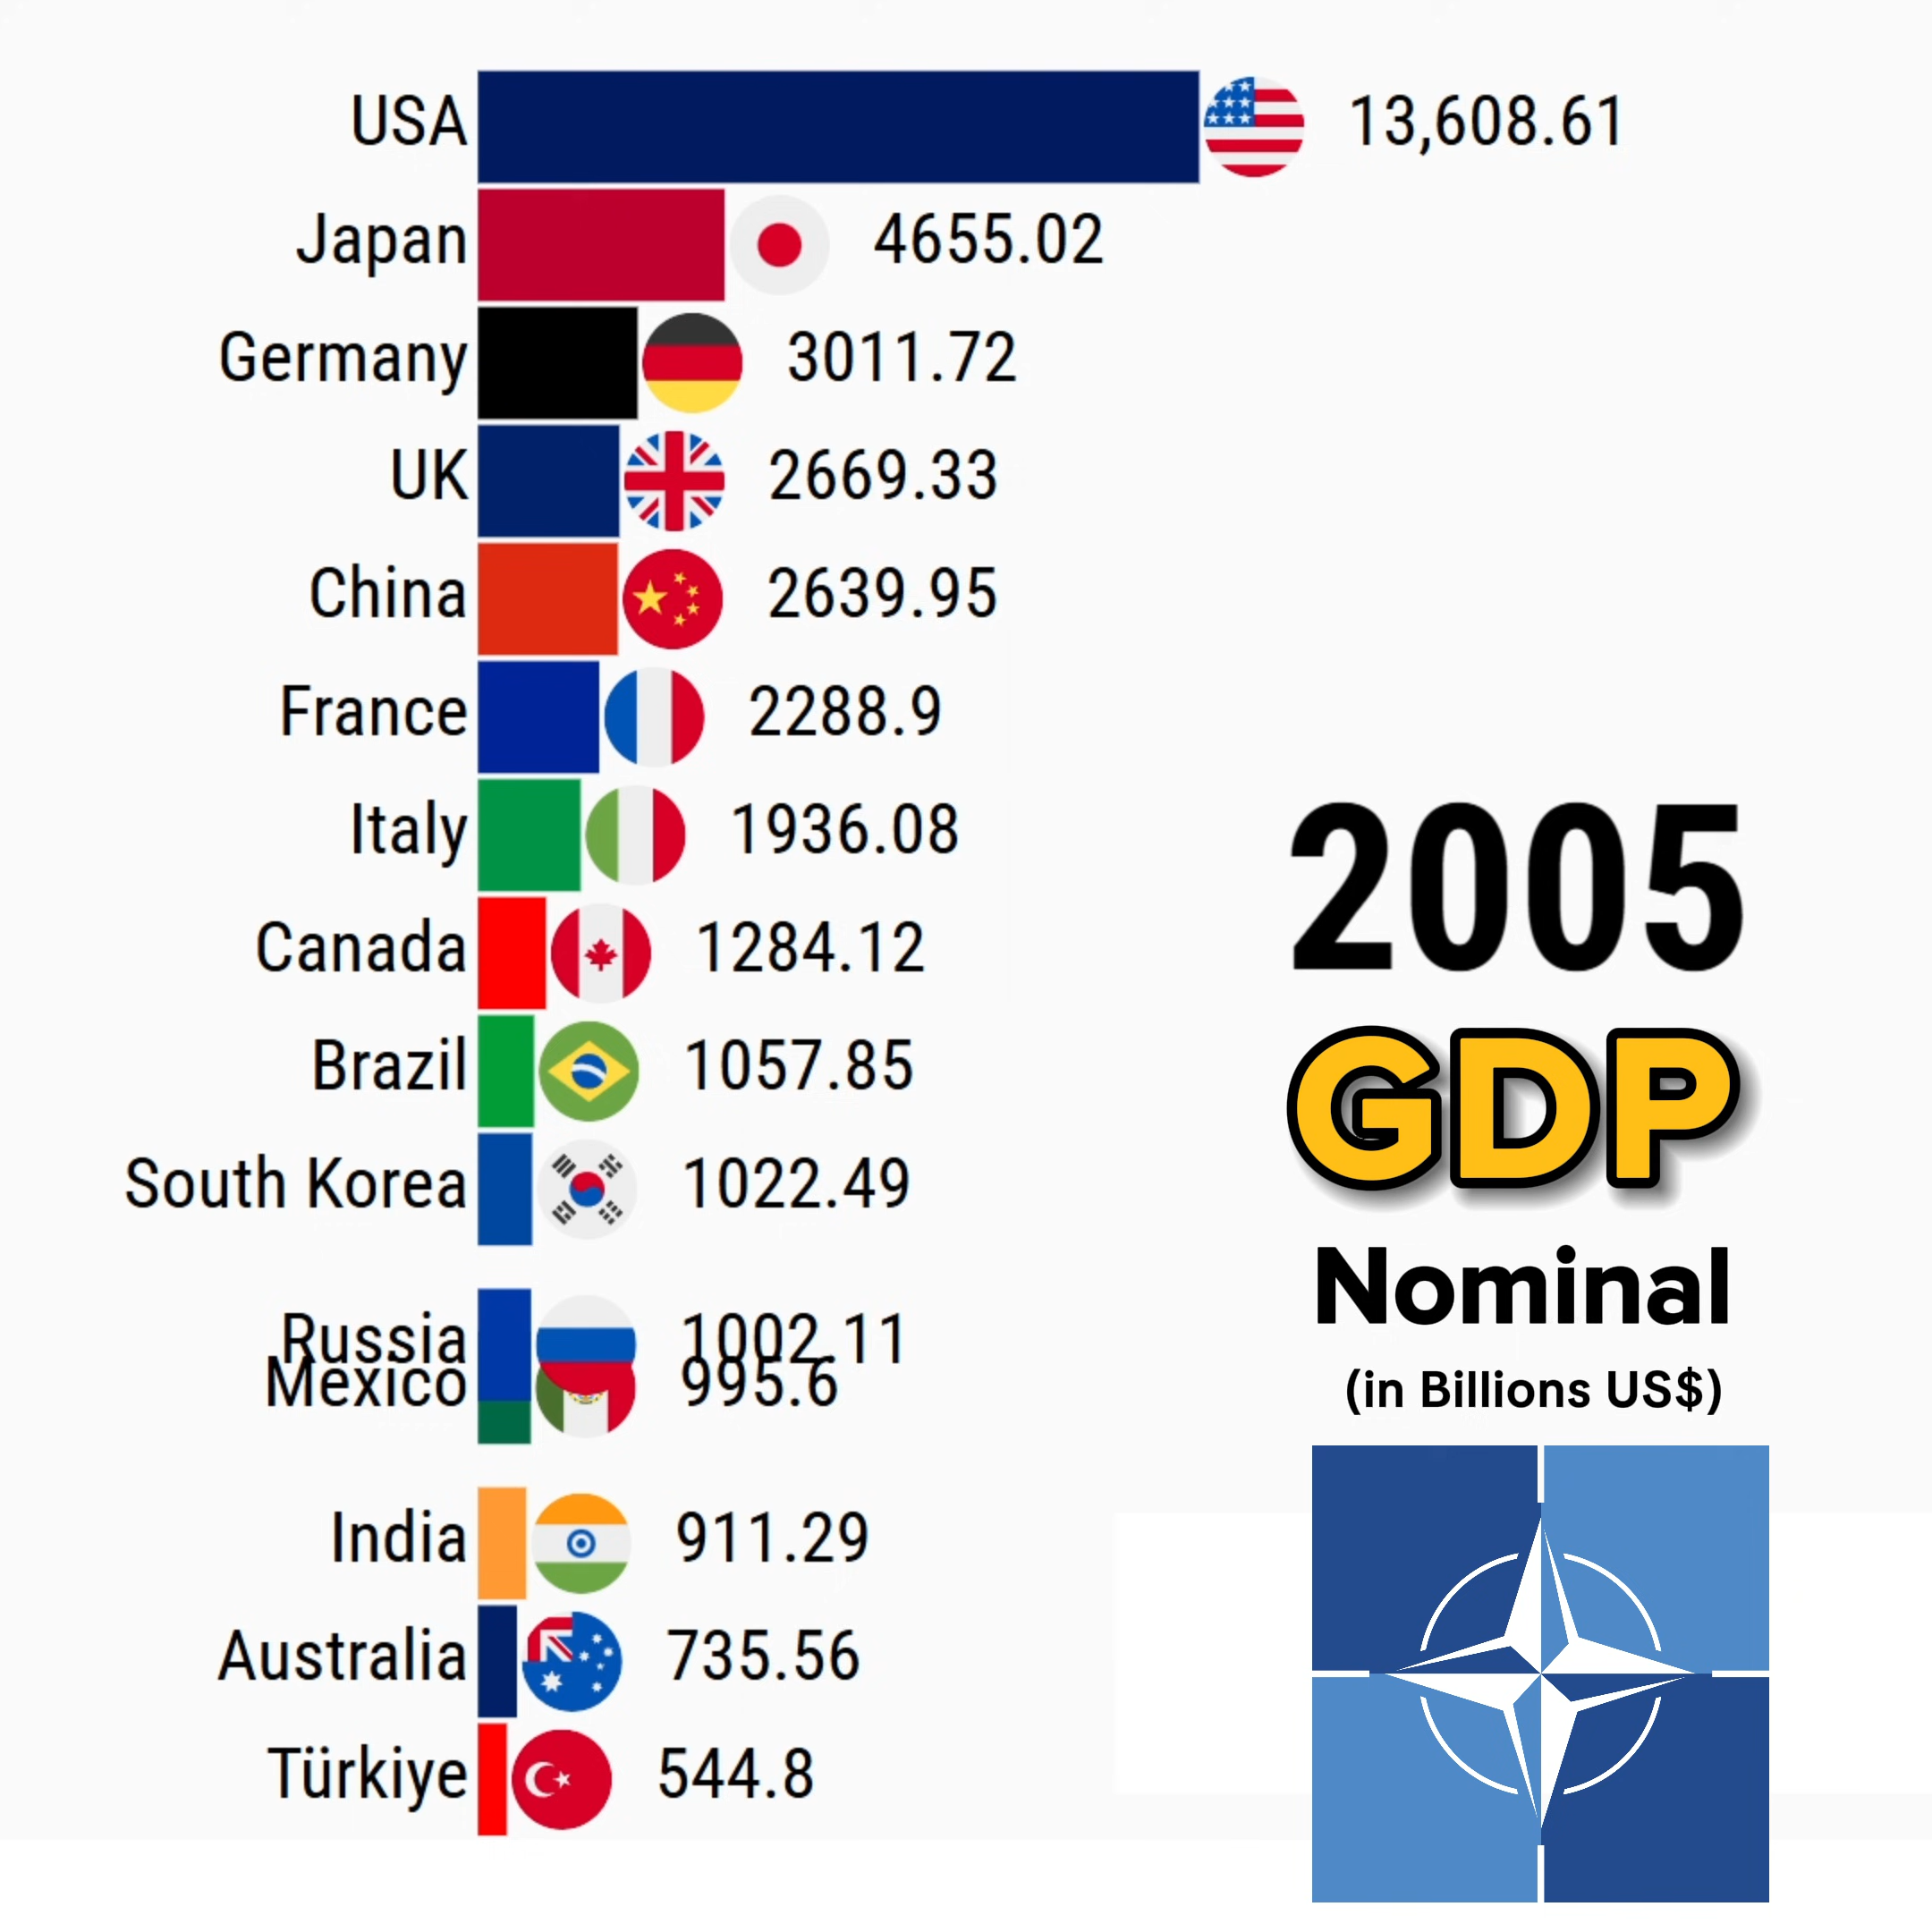 USA 13,608.61
Japan 4655.02
Germany 3011.72
UK 2669.33
China 2639.95
France 2288.9
Italy 1936.08
Canada 1284.12
Brazil 1057.85
South Korea 1022.49
Russia 1002.11
Mexico 995.6
India 911.29
Australia 735.56
Türkiye 544.8
2005
GDP
Nominal
(in Billions US$)